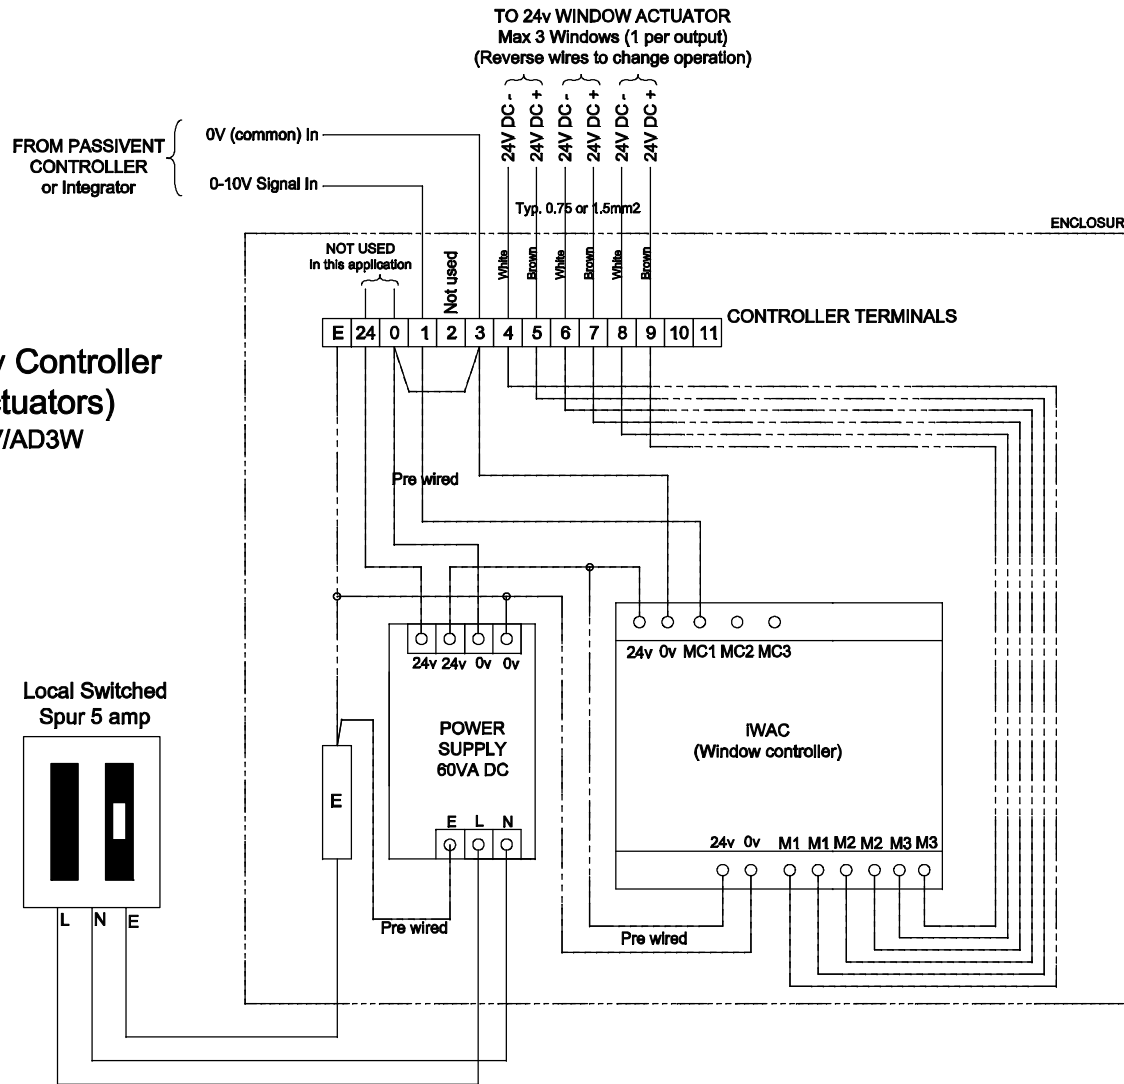 TO 24v WINDOW ACTUATOR
Max 3 Windows (1 per output)
(Reverse wires to change operation)
24V DC -
24V DC +
24V DC -
24V DC +
24V DC -
24V DC +
FROM PASSIVENT
CONTROLLER
or Integrator
0V (common) In
0-10V Signal In
Typ. 0.75 or 1.5mm2
ENCLOSUR
NOT USED
In this application
Not used
White
Brown
White
Brown
White
Brown
E 24 0 1 2 3 4 5 6 7 8 9 10 11
CONTROLLER TERMINALS
Controller
tuators)
/AD3W
Pre wired
24v 24v 0v 0v
24v 0v MC1 MC2 MC3
Local Switched
Spur 5 amp
POWER
SUPPLY
60VA DC
iWAC
(Window controller)
E
E L N
24v 0v M1 M1 M2 M2 M3 M3
L N E
Pre wired
Pre wired